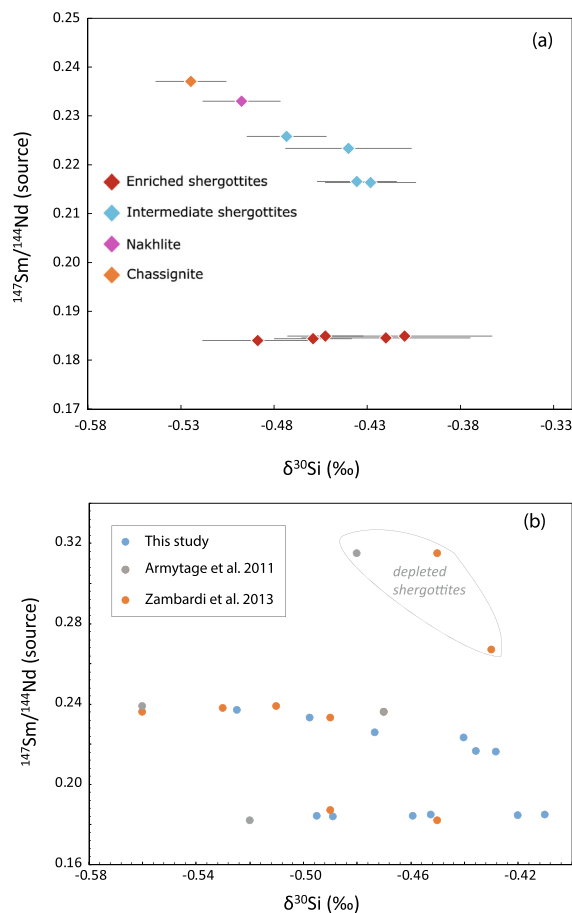 0.25
(a)
0.24
0.23
0.22
0.21
0.20
0.19
0.18
0.17
¹⁴⁷Sm/¹⁴⁴Nd (source)
Enriched shergottites
Intermediate shergottites
Nakhlite
Chassignite
-0.58 -0.53 -0.48 -0.43 -0.38 -0.33
δ³⁰Si (‰)
(b)
This study
Armytage et al. 2011
Zambardi et al. 2013
depleted
shergottites
0.32
0.28
0.24
0.20
0.16
¹⁴⁷Sm/¹⁴⁴Nd (source)
-0.58 -0.54 -0.50 -0.46 -0.42
δ³⁰Si (‰)